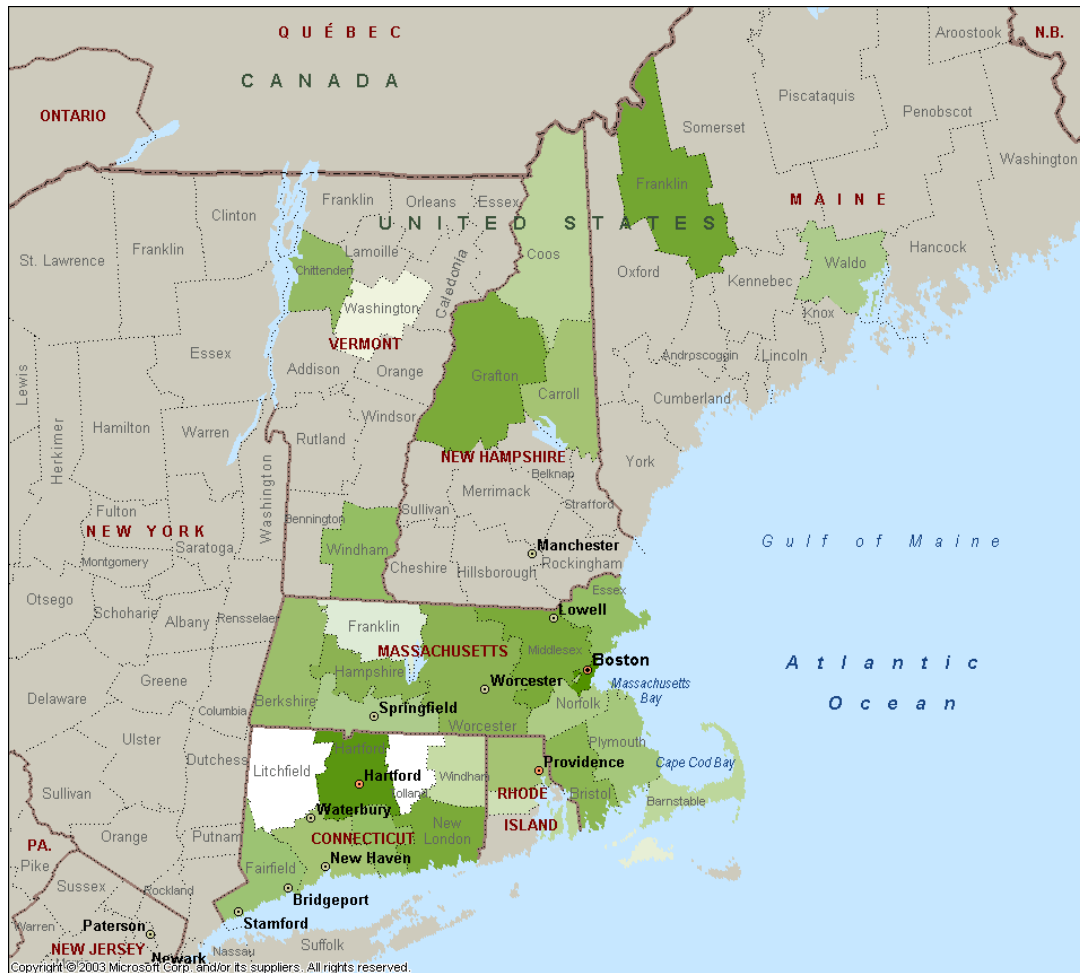 QUÉBEC
Aroostook
N.B.
CANADA
Piscataquis
ONTARIO
Penobscot
Somerset
Washington
Franklin
MAINE
Franklin
Orleans
Essex
Clinton
UNITED STATES
Franklin
Lamoille
Hancock
St. Lawrence
Coos
Waldo
Chittenden
Oxford
Kennebec
Caledonia
Washington
Knox
VERMONT
Essex
Androscoggin
Lincoln
Addison
Orange
Grafton
Lewis
Carroll
Cumberland
Windsor
Hamilton
Warren
Rutland
Herkimer
NEW HAMPSHIRE
York
Belknap
Washington
Merrimack
Sullivan
Strafford
Fulton
Bennington
NEW YORK
Saratoga
Manchester
Gulf of Maine
Windham
Montgomery
Cheshire
Hillsborough
Rockingham
Otsego
Schoharie
Albany
Rensselaer
Essex
Lowell
Franklin
MASSACHUSETTS
Middlesex
Boston
Atlantic
Ocean
Hampshire
Greene
Worcester
Massachusetts
Bay
Delaware
Berkshire
Norfolk
Columbia
Springfield
Worcester
Ulster
Plymouth
Hartford
Dutchess
Providence
Cape Cod Bay
Litchfield
Hartford
Windham
Sullivan
Tolland
RHODE
ISLAND
Bristol
Barnstable
Waterbury
Orange
Putnam
CONNECTICUT
New
London
PA.
New Haven
Pike
Fairfield
Sussex
Rockland
Bridgeport
Stamford
Warren
Paterson
NEW JERSEY
Suffolk
Nassau
Newark
Copyright © 2003 Microsoft Corp. and/or its suppliers. All rights reserved.